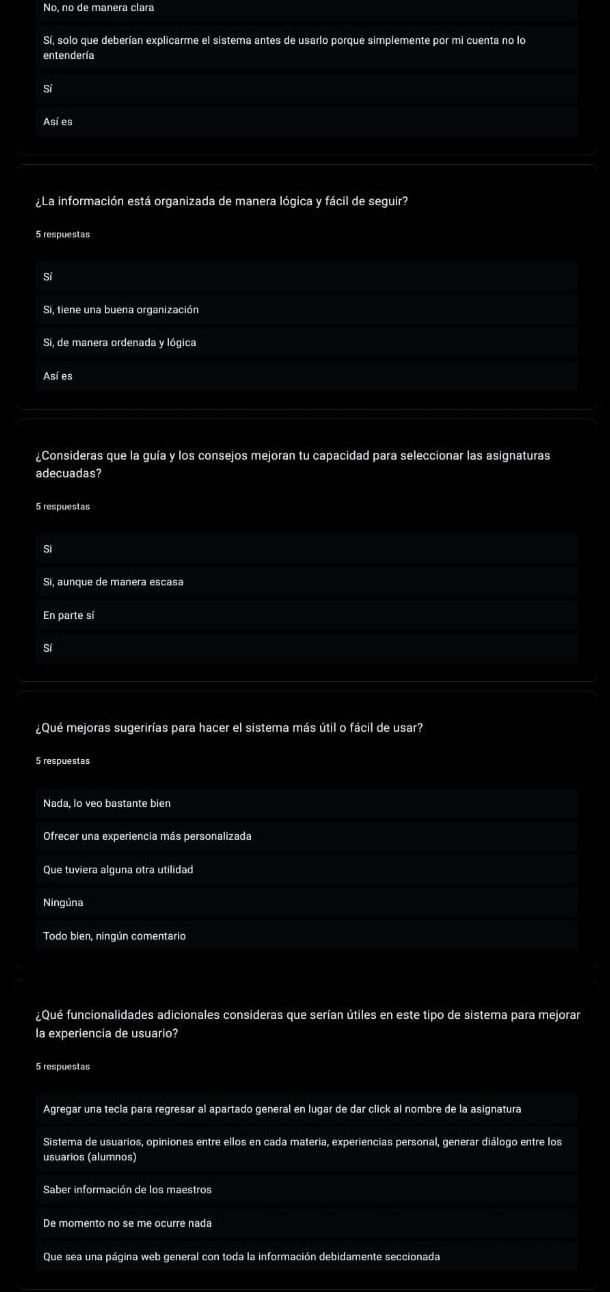 No, no de manera clara
Sí, solo que deberían explicarme el sistema antes de usarlo porque simplemente por mi cuenta no lo
entendería
Sí
Así es
¿La información está organizada de manera lógica y fácil de seguir?
5 respuestas
Sí
Si, tiene una buena organización
Si, de manera ordenada y lógica
Así es
¿Consideras que la guía y los consejos mejoran tu capacidad para seleccionar las asignaturas
adecuadas?
5 respuestas
Si
Si, aunque de manera escasa
En parte sí
Sí
¿Qué mejoras sugerirías para hacer el sistema más útil o fácil de usar?
5 respuestas
Nada, lo veo bastante bien
Ofrecer una experiencia más personalizada
Que tuviera alguna otra utilidad
Ningúna
Todo bien, ningún comentario
¿Qué funcionalidades adicionales consideras que serían útiles en este tipo de sistema para mejorar
la experiencia de usuario?
5 respuestas
Agregar una tecla para regresar al apartado general en lugar de dar click al nombre de la asignatura
Sistema de usuarios, opiniones entre ellos en cada materia, experiencias personal, generar diálogo entre los
usuarios (alumnos)
Saber información de los maestros
De momento no se me ocurre nada
Que sea una página web general con toda la información debidamente seccionada